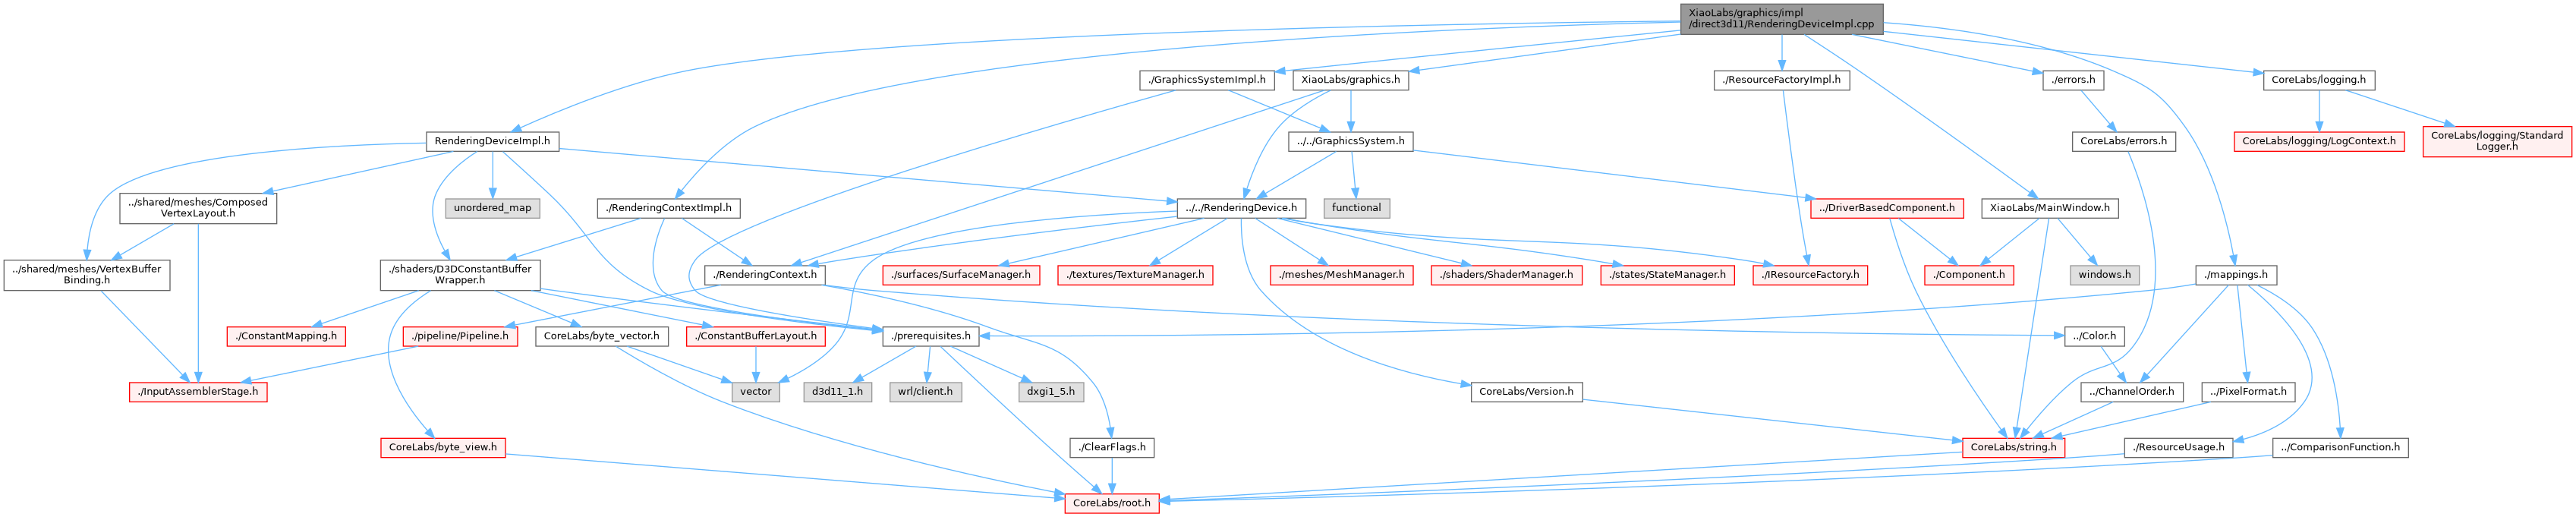 XiaoLabs/graphics/impl
/direct3d11/RenderingDeviceImpl.cpp
./GraphicsSystemImpl.h
XiaoLabs/graphics.h
./ResourceFactoryImpl.h
./errors.h
CoreLabs/logging.h
RenderingDeviceImpl.h
../../GraphicsSystem.h
CoreLabs/errors.h
CoreLabs/logging/LogContext.h
CoreLabs/logging/Standard
Logger.h
../shared/meshes/Composed
VertexLayout.h
unordered_map
./RenderingContextImpl.h
../../RenderingDevice.h
functional
../DriverBasedComponent.h
XiaoLabs/MainWindow.h
../shared/meshes/VertexBuffer
Binding.h
./shaders/D3DConstantBuffer
Wrapper.h
./RenderingContext.h
./surfaces/SurfaceManager.h
./textures/TextureManager.h
./meshes/MeshManager.h
./shaders/ShaderManager.h
./states/StateManager.h
./IResourceFactory.h
./Component.h
windows.h
./mappings.h
./ConstantMapping.h
./pipeline/Pipeline.h
CoreLabs/byte_vector.h
./ConstantBufferLayout.h
./prerequisites.h
../Color.h
./InputAssemblerStage.h
vector
d3d11_1.h
wrl/client.h
dxgi1_5.h
CoreLabs/Version.h
../ChannelOrder.h
../PixelFormat.h
CoreLabs/byte_view.h
./ClearFlags.h
CoreLabs/string.h
./ResourceUsage.h
../ComparisonFunction.h
CoreLabs/root.h